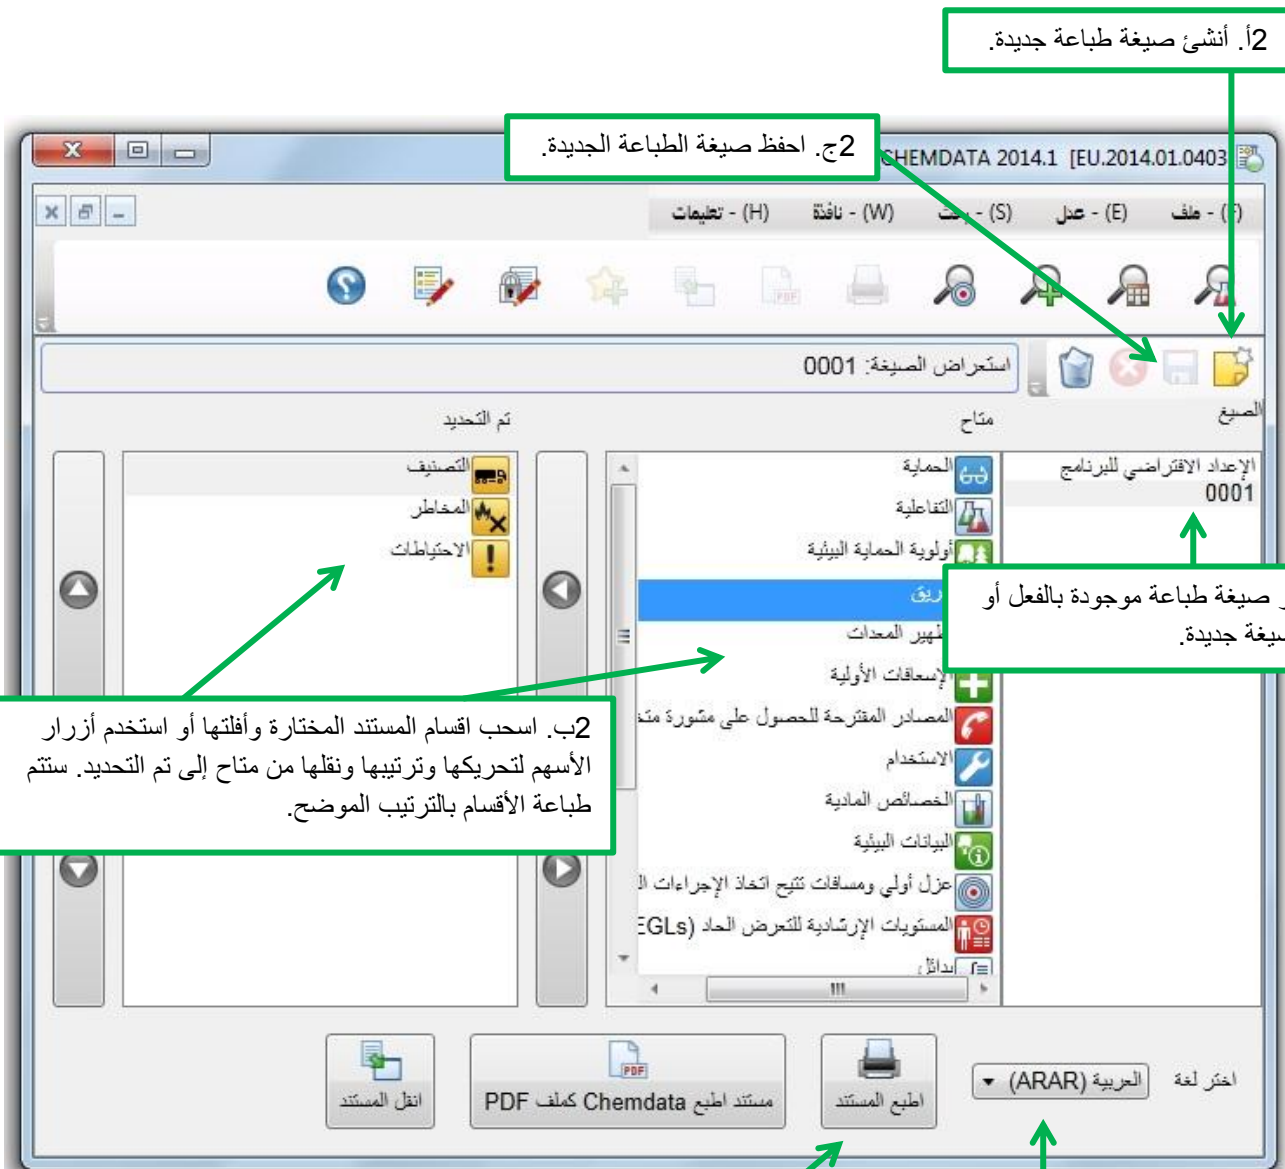 2أ. أنشئ صيغة طباعة جديدة.
2ج. احفظ صيغة الطباعة الجديدة.
CHEMDATA 2014.1 [EU.2014.01.0403
ملف - (F) عدل - (E) (S) - نافذة - (W) تعليمات - (H)
استعراض الصيغة: 0001
الصيغ
متاح
تم التحديد
الإعداد الافتراضي للبرنامج
0001
الحماية
التفاعلية
أولوية الحماية البيئية
المعدات
الإسعافات الأولية
المصادر المقترحة للحصول على مشورة
الاستخدام
الخصائص المادية
البيانات البيئية
عزل أولي ومسافات تتيح اتخاذ الإجراءات
المستويات الإرشادية للتعرض الحاد (EGLs
بدائل
التصنيف
المخاطر
الاحتياطات
صيغة طباعة موجودة بالفعل أو
جديدة.
2ب. اسحب اقسام المستند المختارة وأفلتها أو استخدم أزرار
الأسهم لتحريكها وترتيبها ونقلها من متاح إلى تم التحديد. ستتم
طباعة الأقسام بالترتيب الموضح.
اختر لغة
العربية (ARAR)
اطبع المستند
مستند اطبع Chemdata كملف PDF
انقل المستند